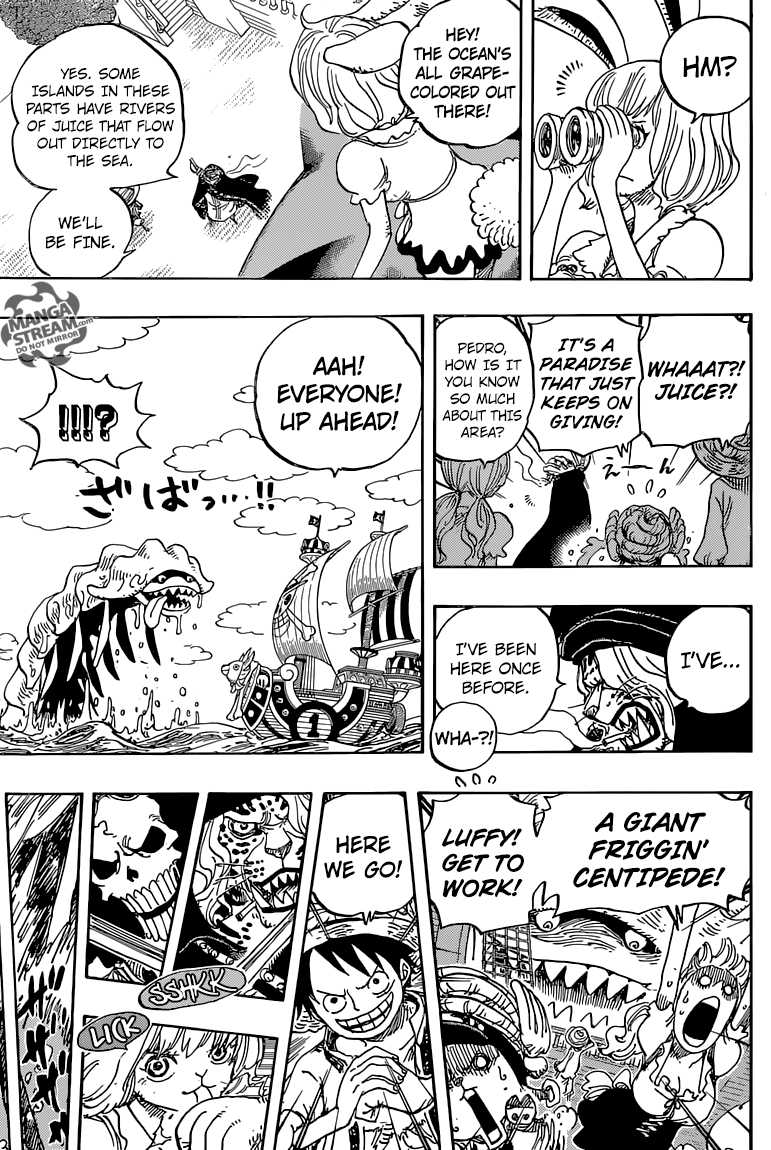 HM?
HEY!
THE OCEAN'S
ALL GRAPE-
COLORED OUT
THERE!
YES. SOME
ISLANDS IN THESE
PARTS HAVE RIVERS
OF JUICE THAT FLOW
OUT DIRECTLY TO
THE SEA.
WE'LL
BE FINE.
WHAAAT?!
JUICE?!
IT'S A
PARADISE
THAT JUST
KEEPS ON
GIVING!
PEDRO,
HOW IS IT
YOU KNOW
SO MUCH
ABOUT THIS
AREA?
えーん
I'VE...
I'VE BEEN
HERE ONCE
BEFORE.
WHA-?!
AAH!
EVERYONE!
UP AHEAD!
!!!?
ざばっ…!!
1
MANGA
STREAM.com
DO NOT MIRROR
A GIANT
FRIGGIN'
CENTIPEDE!
LUFFY!
GET TO
WORK!
HERE
WE GO!
SSHKK
LICK